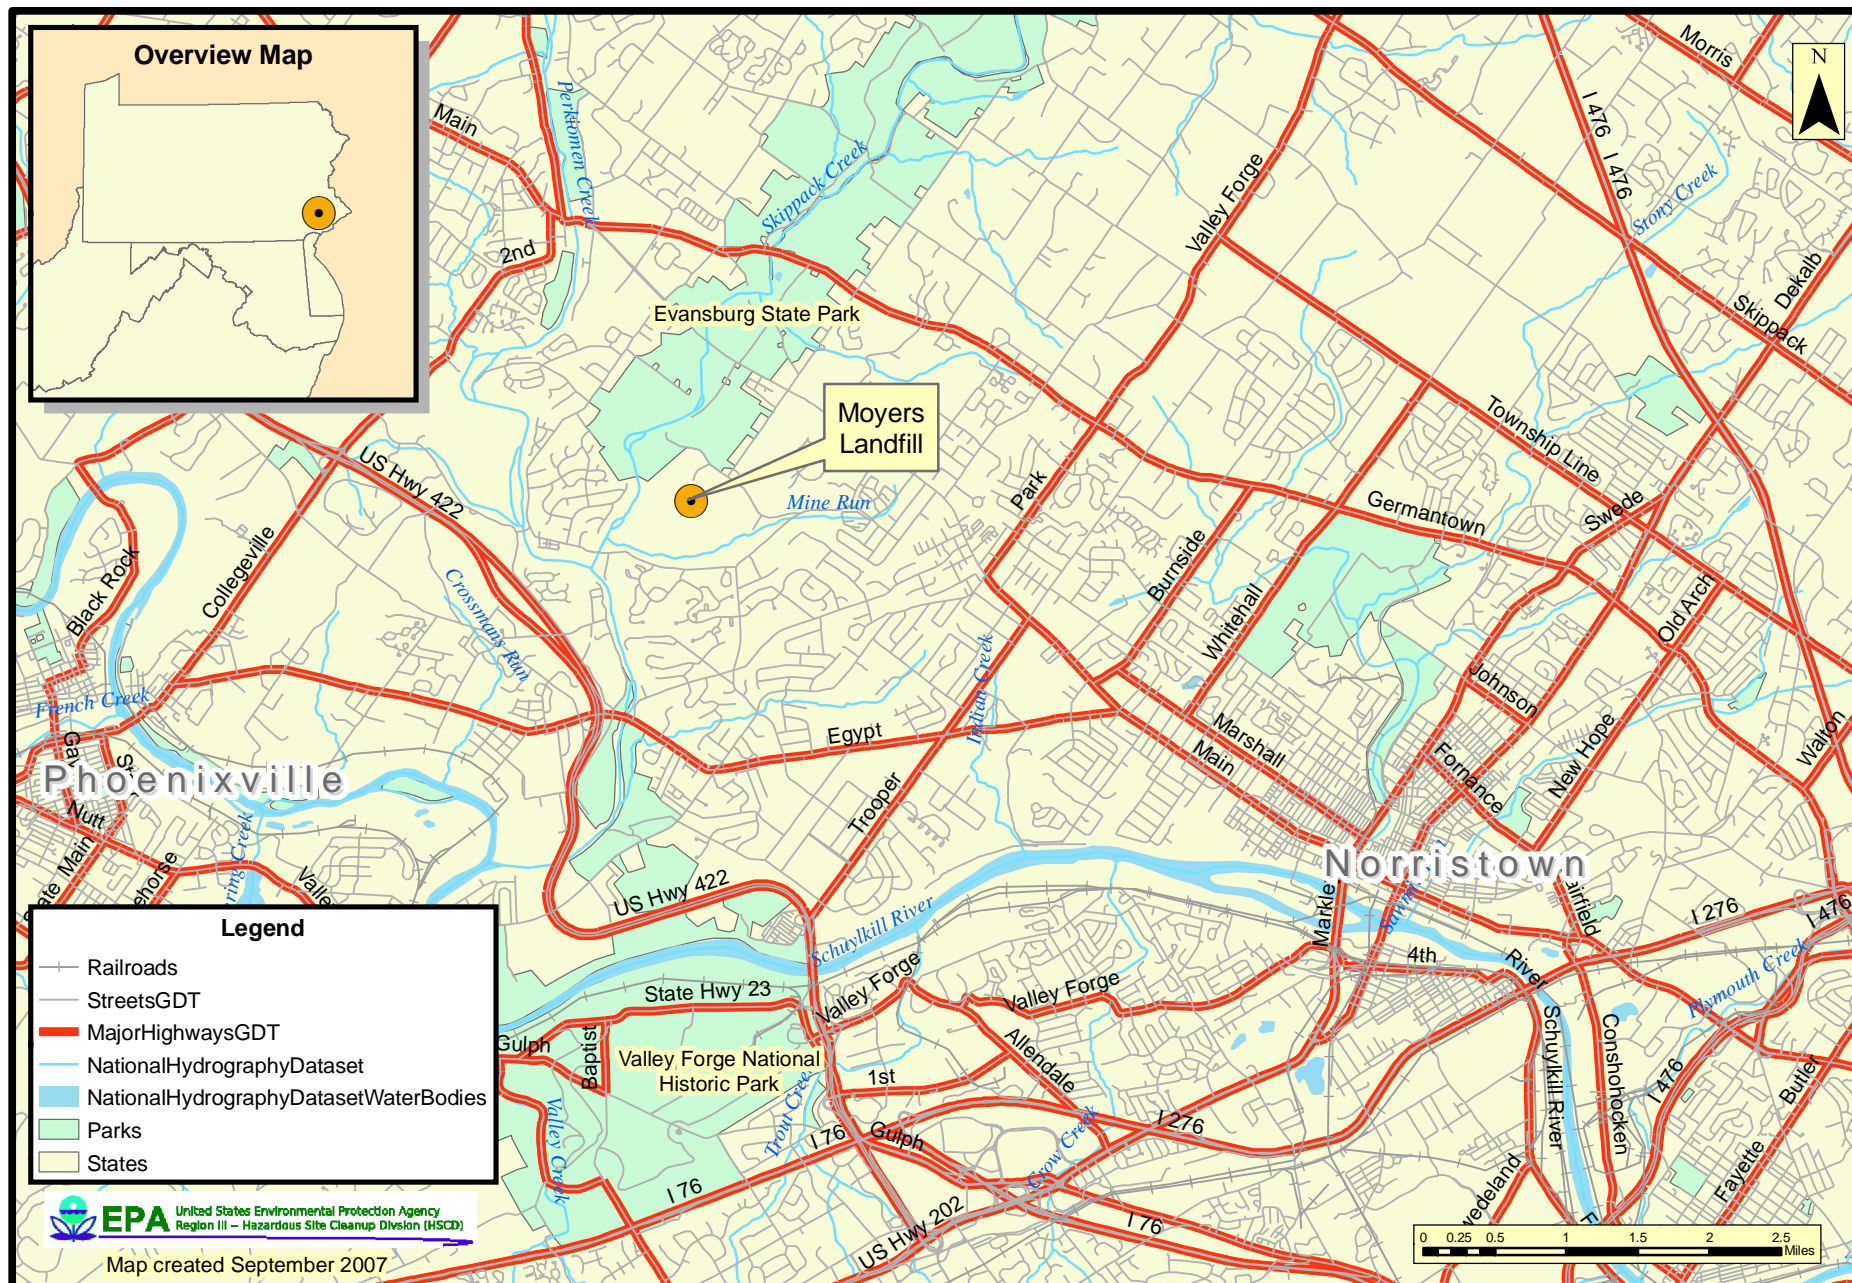 Overview Map
N
Morris
I 476
I 476
Main
Perkiomen Creek
Skippack Creek
Valley Forge
Stony Creek
2nd
Dekalb
Skippack
Evansburg State Park
Moyers
Landfill
Township Line
US Hwy 422
Park
Mine Run
Germantown
Swede
Collegeville
Black Rock
Crossmans Run
Burnside
Whitehall
Old Arch
Indian Creek
Johnson
French Creek
Egypt
Marshall
Main
Fornance
New Hope
Walton
Phoenixville
Trooper
Nutt
Norristown
US Hwy 422
Schuylkill River
Markley
I 276
I 476
4th
River
Plymouth Creek
State Hwy 23
Valley Forge
Valley Forge
Gulph
Baptist
Valley Forge National
Historic Park
Allendale
1st
Schuylkill River
Conshohocken
I 476
Butler
Valley Creek
Trout Creek
I 76
Gulph
I 276
Crow Creek
I 76
Fayette
US Hwy 202
I 76
Legend
Railroads
StreetsGDT
MajorHighwaysGDT
NationalHydrographyDataset
NationalHydrographyDatasetWaterBodies
Parks
States
EPA
United States Environmental Protection Agency
Region III – Hazardous Site Cleanup Division (HSCD)
Map created September 2007
0 0.25 0.5 1 1.5 2 2.5
Miles